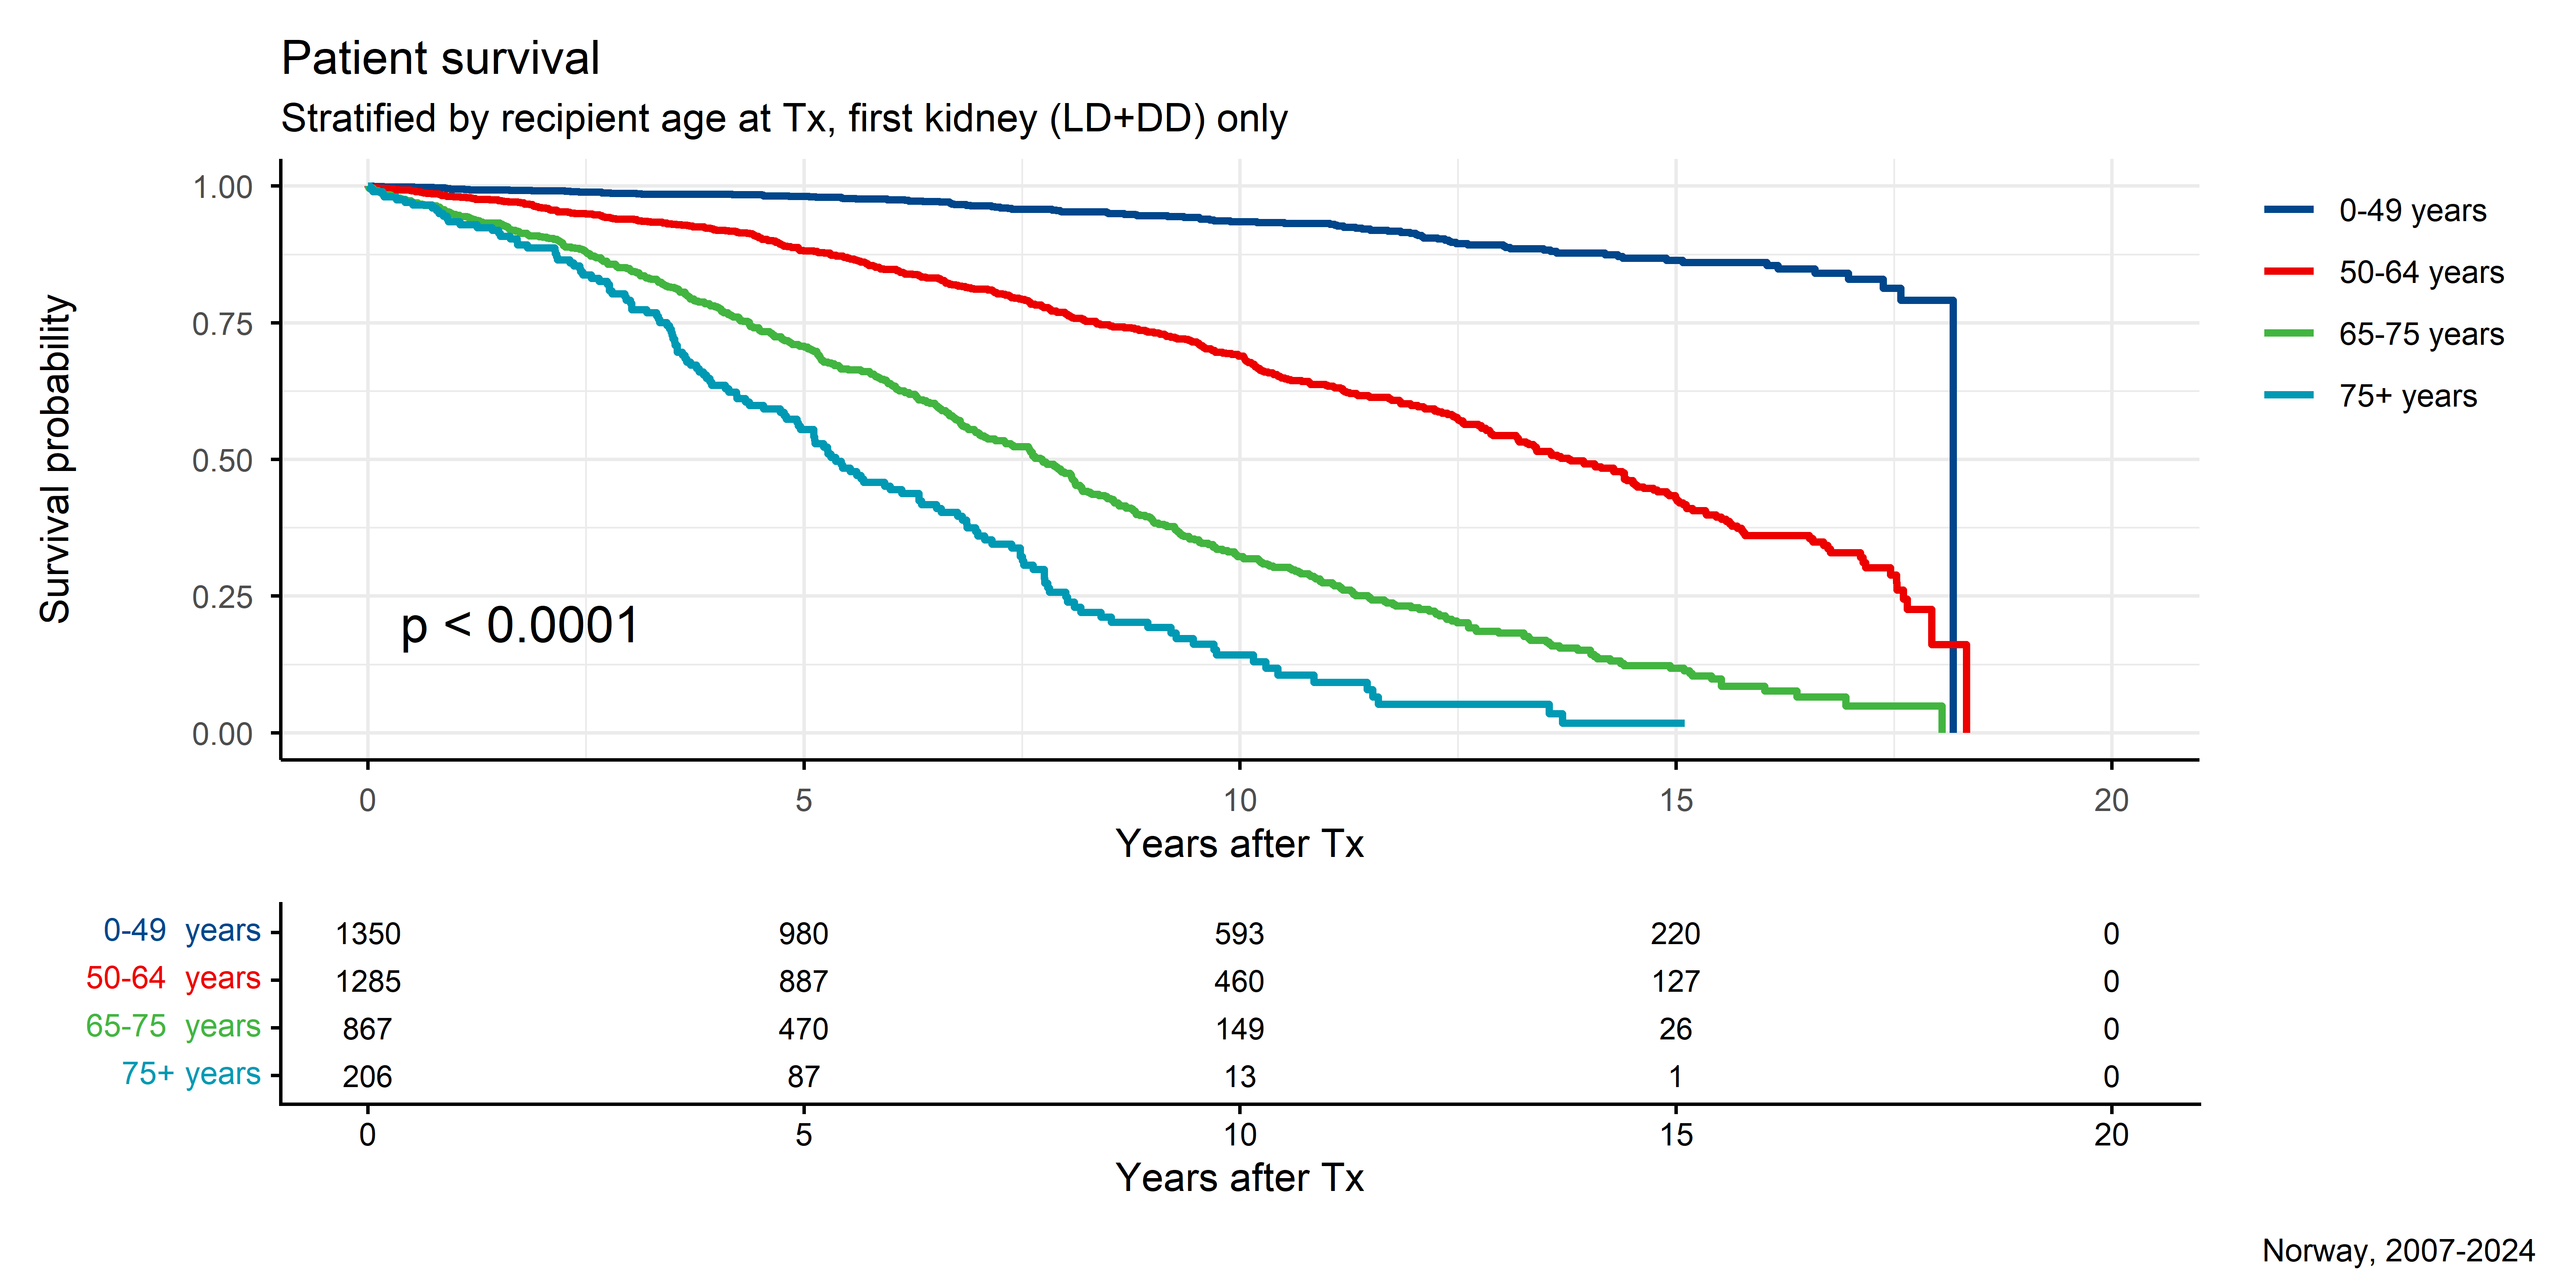 Patient survival
Stratified by recipient age at Tx, first kidney (LD+DD) only
Survival probability
1.00
0.75
0.50
0.25
0.00
p < 0.0001
0 5 10 15 20
Years after Tx
0-49 years
50-64 years
65-75 years
75+ years
0-49 years 1350 980 593 220 0
50-64 years 1285 887 460 127 0
65-75 years 867 470 149 26 0
75+ years 206 87 13 1 0
0 5 10 15 20
Years after Tx
Norway, 2007-2024